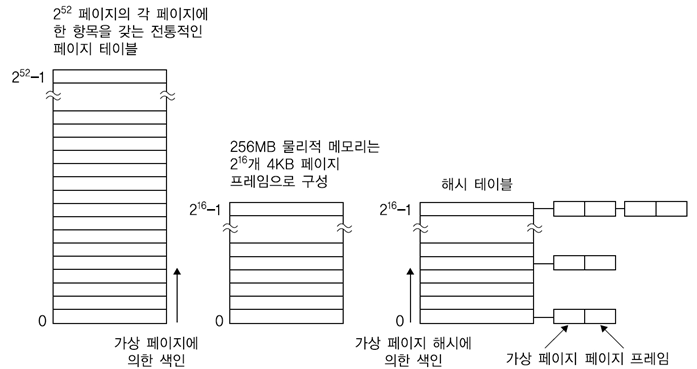 2⁵² 페이지의 각 페이지에
한 항목을 갖는 전통적인
페이지 테이블
2⁵²−1
0
가상 페이지에
의한 색인
256MB 물리적 메모리는
2¹⁶개 4KB 페이지
프레임으로 구성
2¹⁶−1
0
해시 테이블
2¹⁶−1
0
가상 페이지 해시에
의한 색인
가상 페이지 페이지 프레임